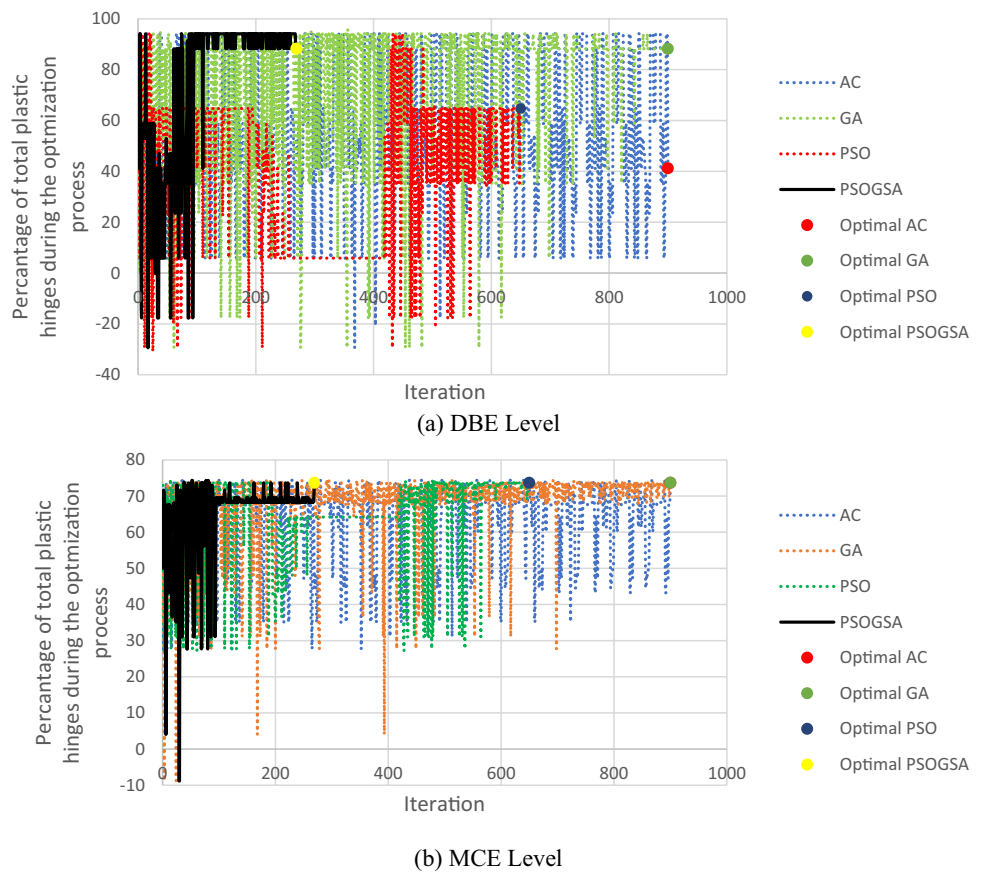 100
80
60
40
20
0
-20
-40
0
200
400
600
800
1000
Percentage of total plastic
hinges during the optimization
process
Iteration
AC
GA
PSO
PSOGSA
Optimal AC
Optimal GA
Optimal PSO
Optimal PSOGSA
(a) DBE Level
80
70
60
50
40
30
20
10
0
-10
0
200
400
600
800
1000
Percantage of total plastic
hinges during the optmization
process
Iteration
AC
GA
PSO
PSOGSA
Optimal AC
Optimal GA
Optimal PSO
Optimal PSOGSA
(b) MCE Level